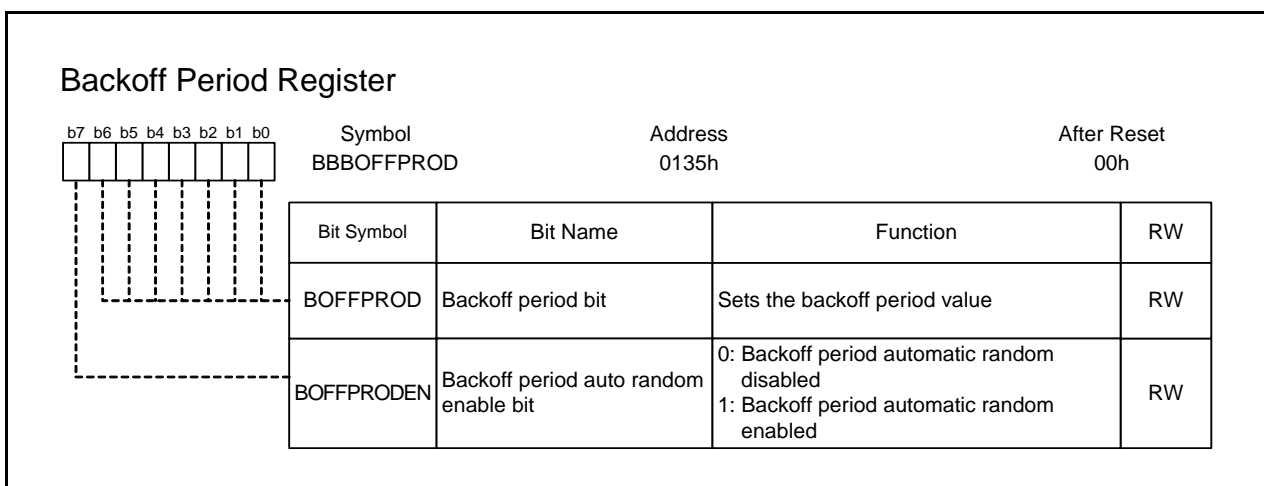 Backoff Period Register
b7 b6 b5 b4 b3 b2 b1 b0
Symbol Address After Reset
BBBOFFPROD 0135h 00h
Bit Symbol Bit Name Function RW
BOFFPROD Backoff period bit Sets the backoff period value RW
BOFFPRODEN Backoff period auto random
enable bit
0: Backoff period automatic random
disabled
1: Backoff period automatic random
enabled
RW